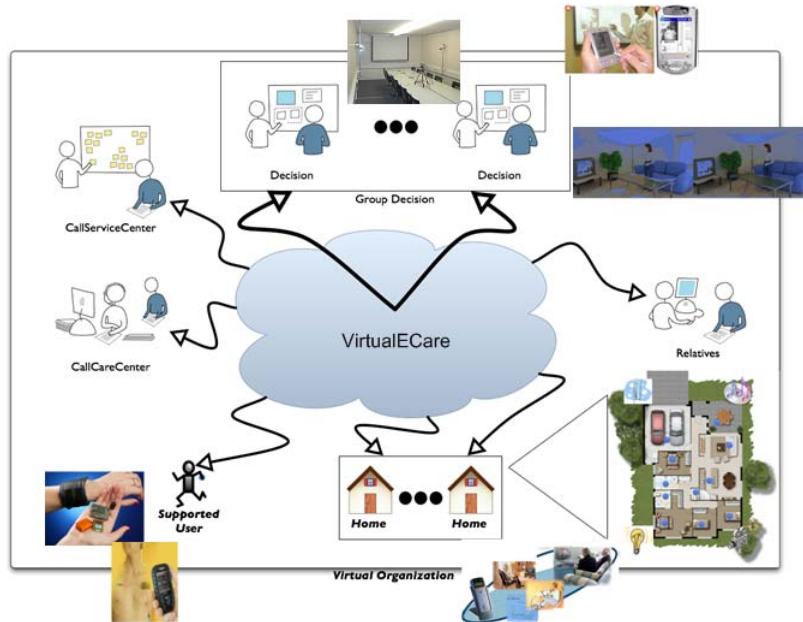 Decision
Decision
Group Decision
CallServiceCenter
VirtualECare
CallCareCenter
Relatives
Supported
User
Home
Home
Virtual Organization